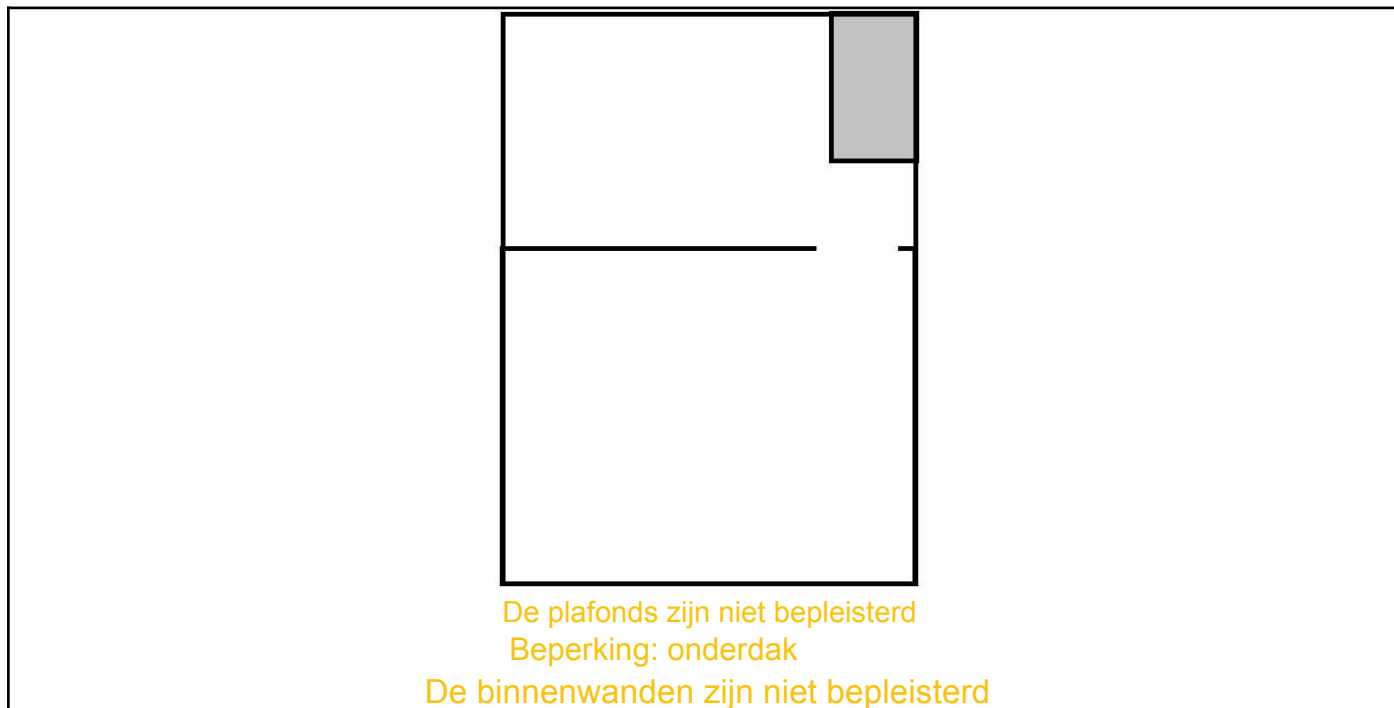 De plafonds zijn niet bepleisterd
Beperking: onderdak
De binnenwanden zijn niet bepleisterd